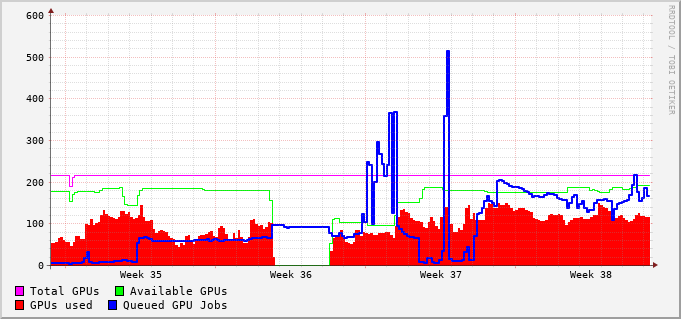 600
500
400
300
200
100
0
Week 35 Week 36 Week 37 Week 38
Total GPUs Available GPUs
GPUs used Queued GPU Jobs
RRDTOOL / TOBI OETIKER